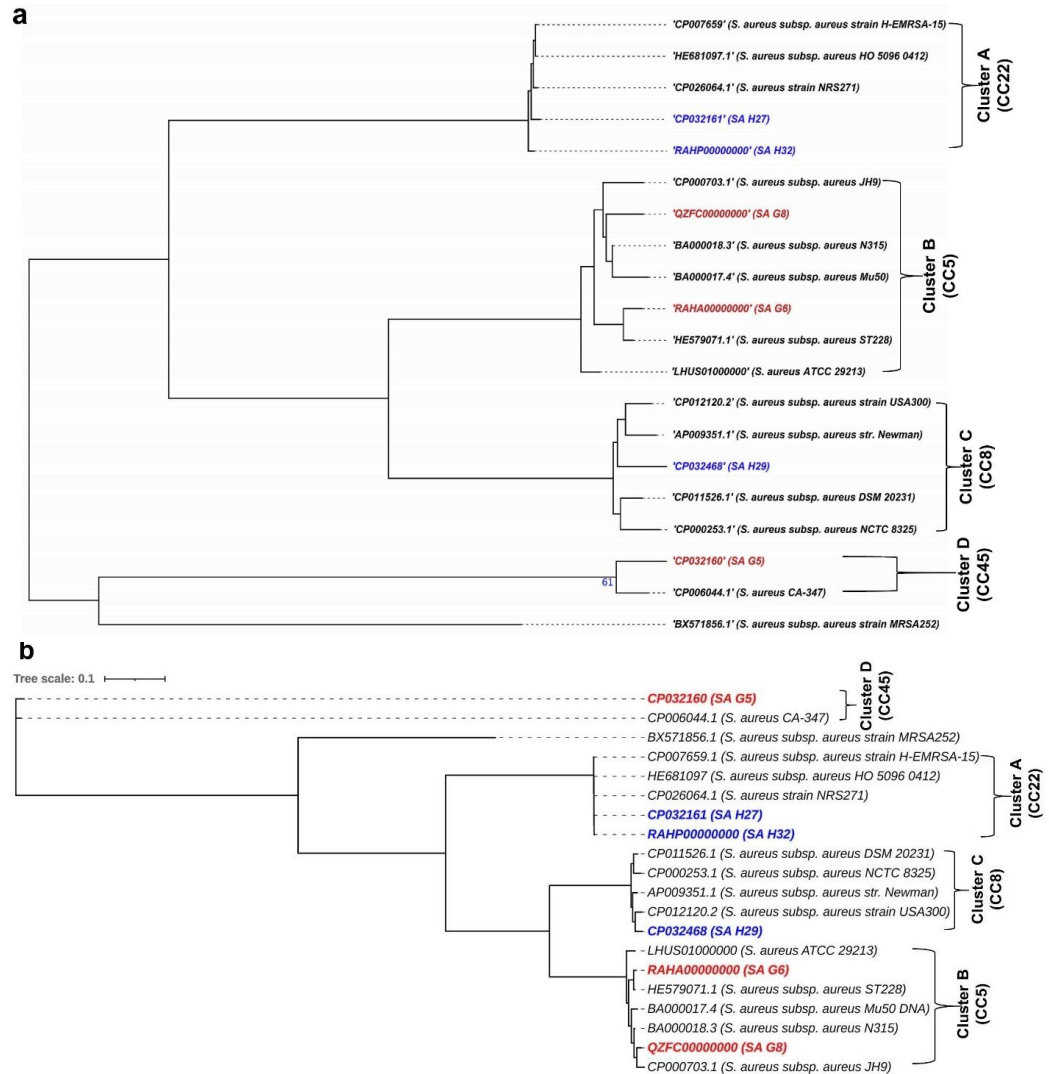 a
'CP007659' (S. aureus subsp. aureus strain H-EMRSA-15)
'HE681097.1' (S. aureus subsp. aureus HO 5096 0412)
'CP026064.1' (S. aureus strain NRS271)
'CP032161' (SA H27)
'RAHP00000000' (SA H32)
Cluster A
(CC22)
'CP000703.1' (S. aureus subsp. aureus JH9)
'QZFC00000000' (SA G8)
'BA000018.3' (S. aureus subsp. aureus N315)
'BA000017.4' (S. aureus subsp. aureus Mu50)
'RAHA00000000' (SA G6)
'HE579071.1' (S. aureus subsp. aureus ST228)
'LHUS01000000' (S. aureus ATCC 29213)
Cluster B
(CC5)
'CP012120.2' (S. aureus subsp. aureus strain USA300)
'AP009351.1' (S. aureus subsp. aureus str. Newman)
'CP032468' (SA H29)
'CP011526.1' (S. aureus subsp. aureus DSM 20231)
'CP000253.1' (S. aureus subsp. aureus NCTC 8325)
Cluster C
(CC8)
'CP032160' (SA G5)
61
'CP006044.1' (S. aureus CA-347)
Cluster D
(CC45)
'BX571856.1' (S. aureus subsp. aureus strain MRSA252)
b
Tree scale: 0.1
CP032160 (SA G5)
CP006044.1 (S. aureus CA-347)
Cluster D
(CC45)
BX571856.1 (S. aureus subsp. aureus strain MRSA252)
CP007659.1 (S. aureus subsp. aureus strain H-EMRSA-15)
HE681097 (S. aureus subsp. aureus HO 5096 0412)
CP026064.1 (S. aureus strain NRS271)
CP032161 (SA H27)
RAHP00000000 (SA H32)
Cluster A
(CC22)
CP011526.1 (S. aureus subsp. aureus DSM 20231)
CP000253.1 (S. aureus subsp. aureus NCTC 8325)
AP009351.1 (S. aureus subsp. aureus str. Newman)
CP012120.2 (S. aureus subsp. aureus strain USA300)
CP032468 (SA H29)
Cluster C
(CC8)
LHUS01000000 (S. aureus ATCC 29213)
RAHA00000000 (SA G6)
HE579071.1 (S. aureus subsp. aureus ST228)
BA000017.4 (S. aureus subsp. aureus Mu50 DNA)
BA000018.3 (S. aureus subsp. aureus N315)
QZFC00000000 (SA G8)
CP000703.1 (S. aureus subsp. aureus JH9)
Cluster B
(CC5)